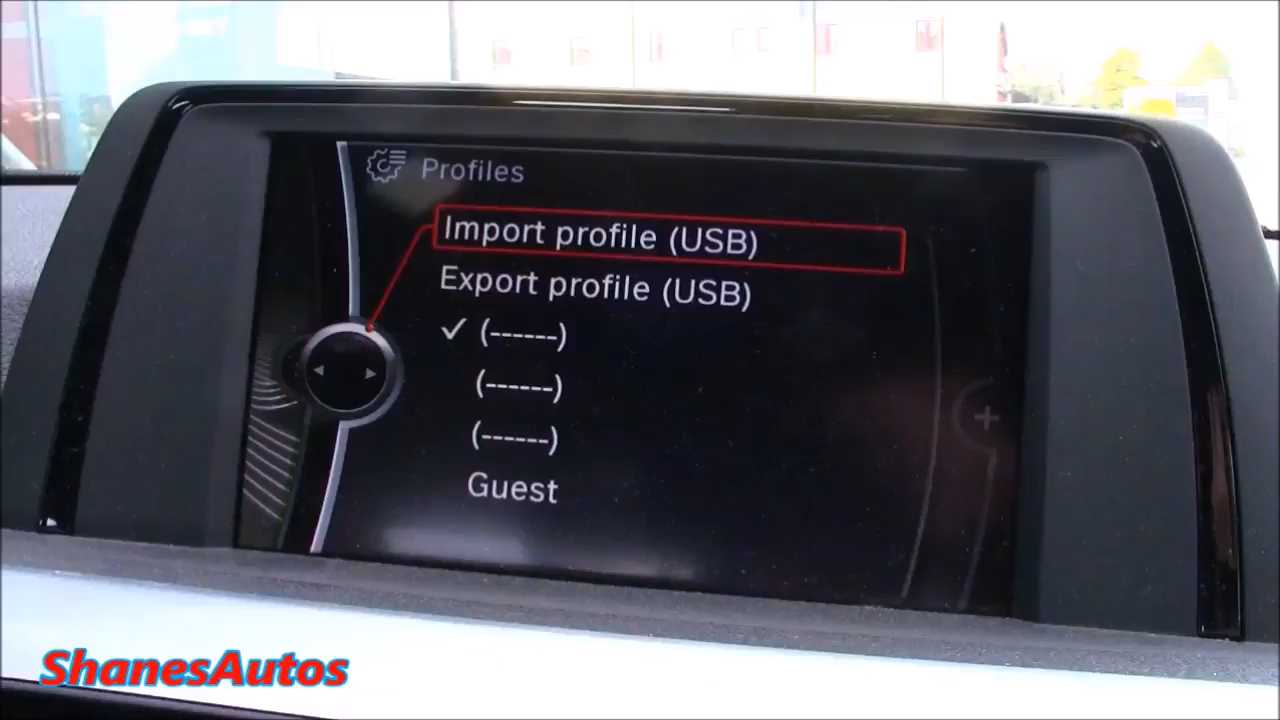 Profiles
Import profile (USB)
Export profile (USB)
✓ (------)
(------)
(------)
Guest
ShanesAutos